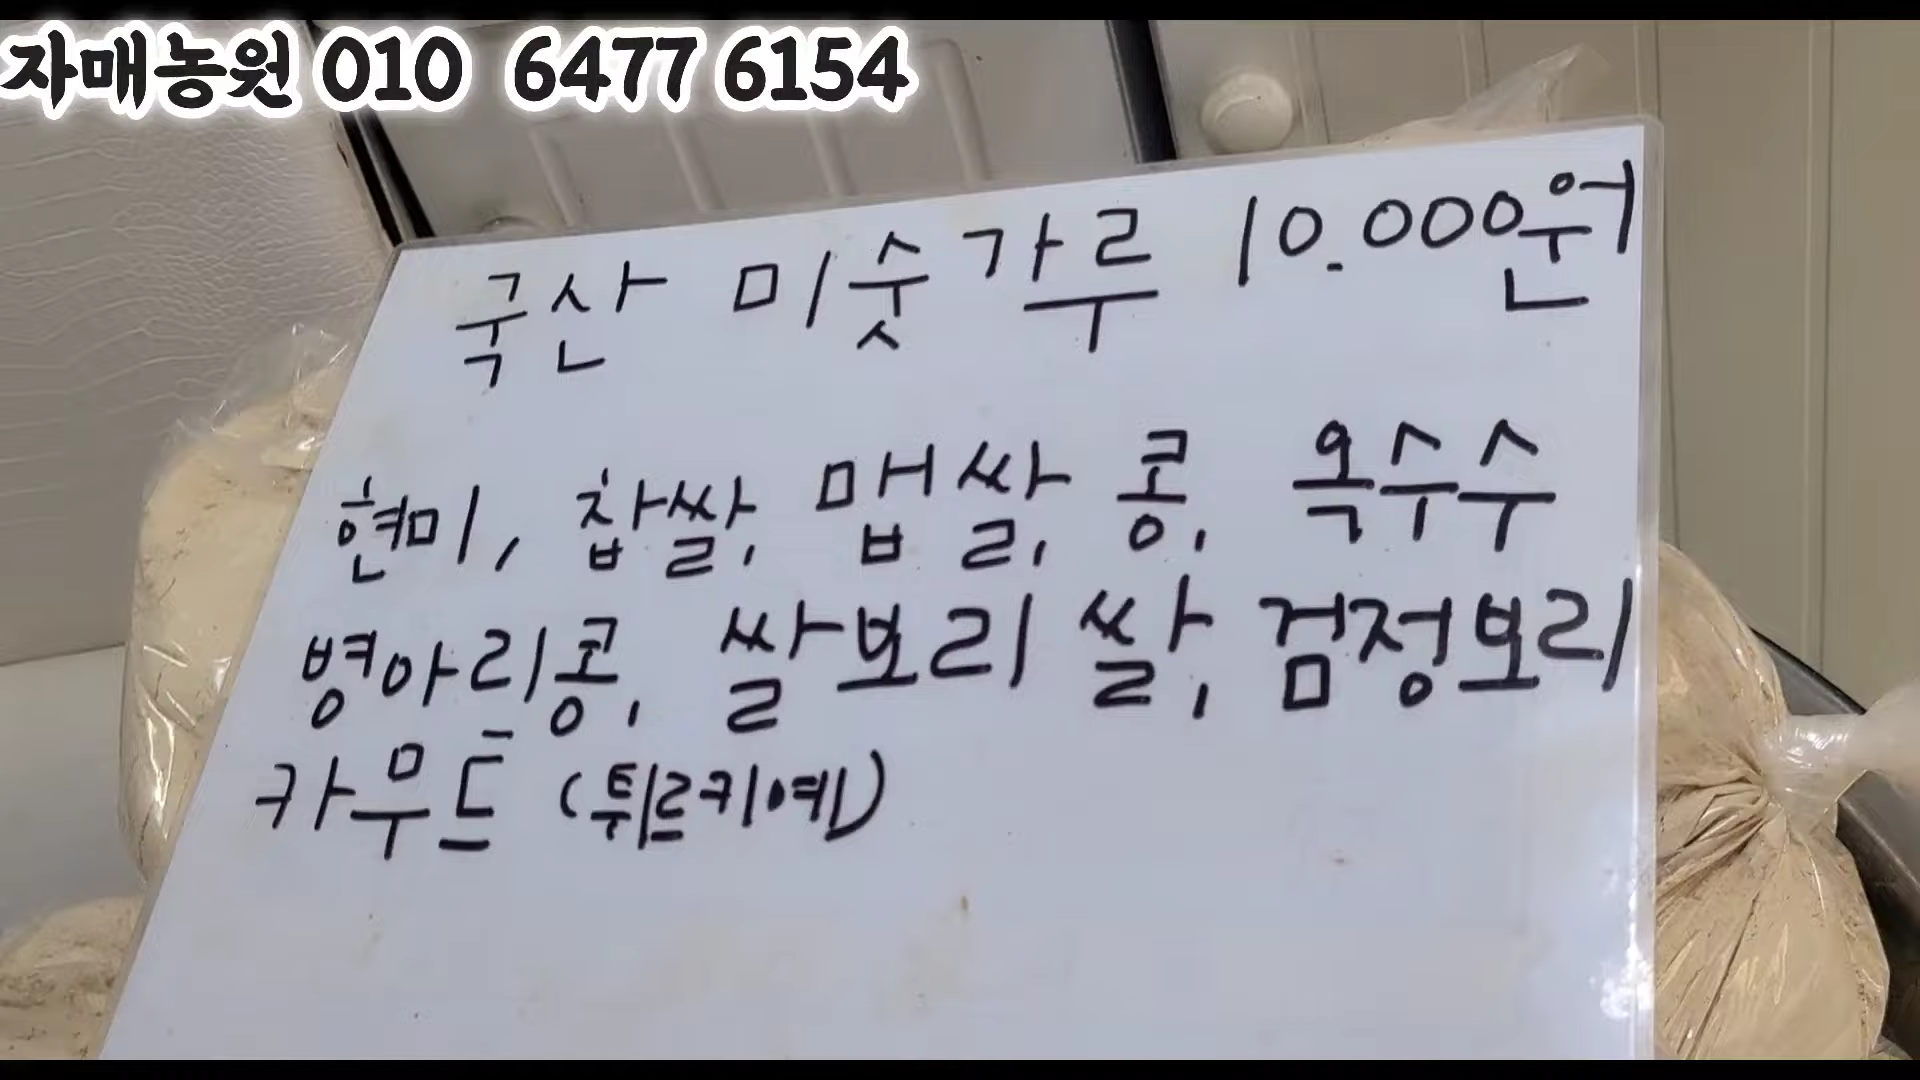 자매농원 010 6477 6154
국산 미숫가루 10.000원
현미, 찹쌀, 맵쌀, 콩, 옥수수
병아리콩, 쌀보리 쌀, 검정보리
카무트 (튀르키예)